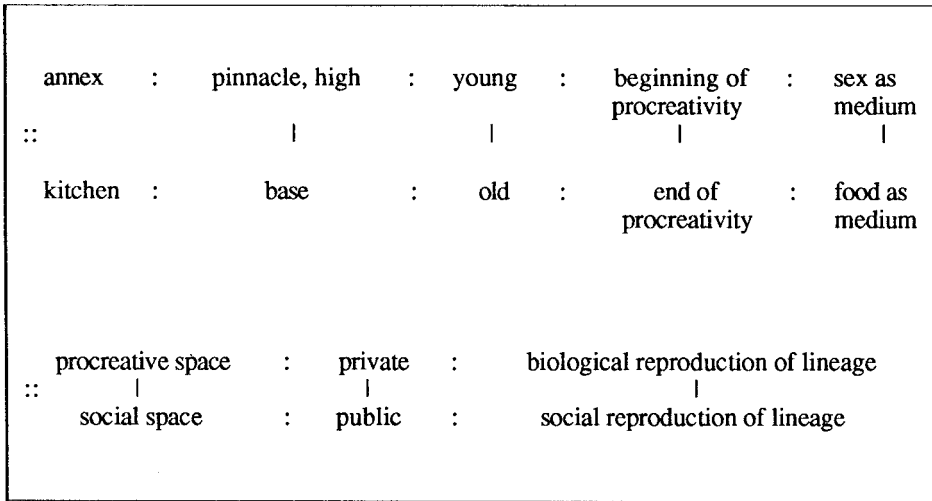 annex : pinnacle, high : young : beginning of : sex as
procreativity medium
:: | | | |
kitchen : base : old : end of : food as
procreativity medium
procreative space : private : biological reproduction of lineage
:: | | |
social space : public : social reproduction of lineage